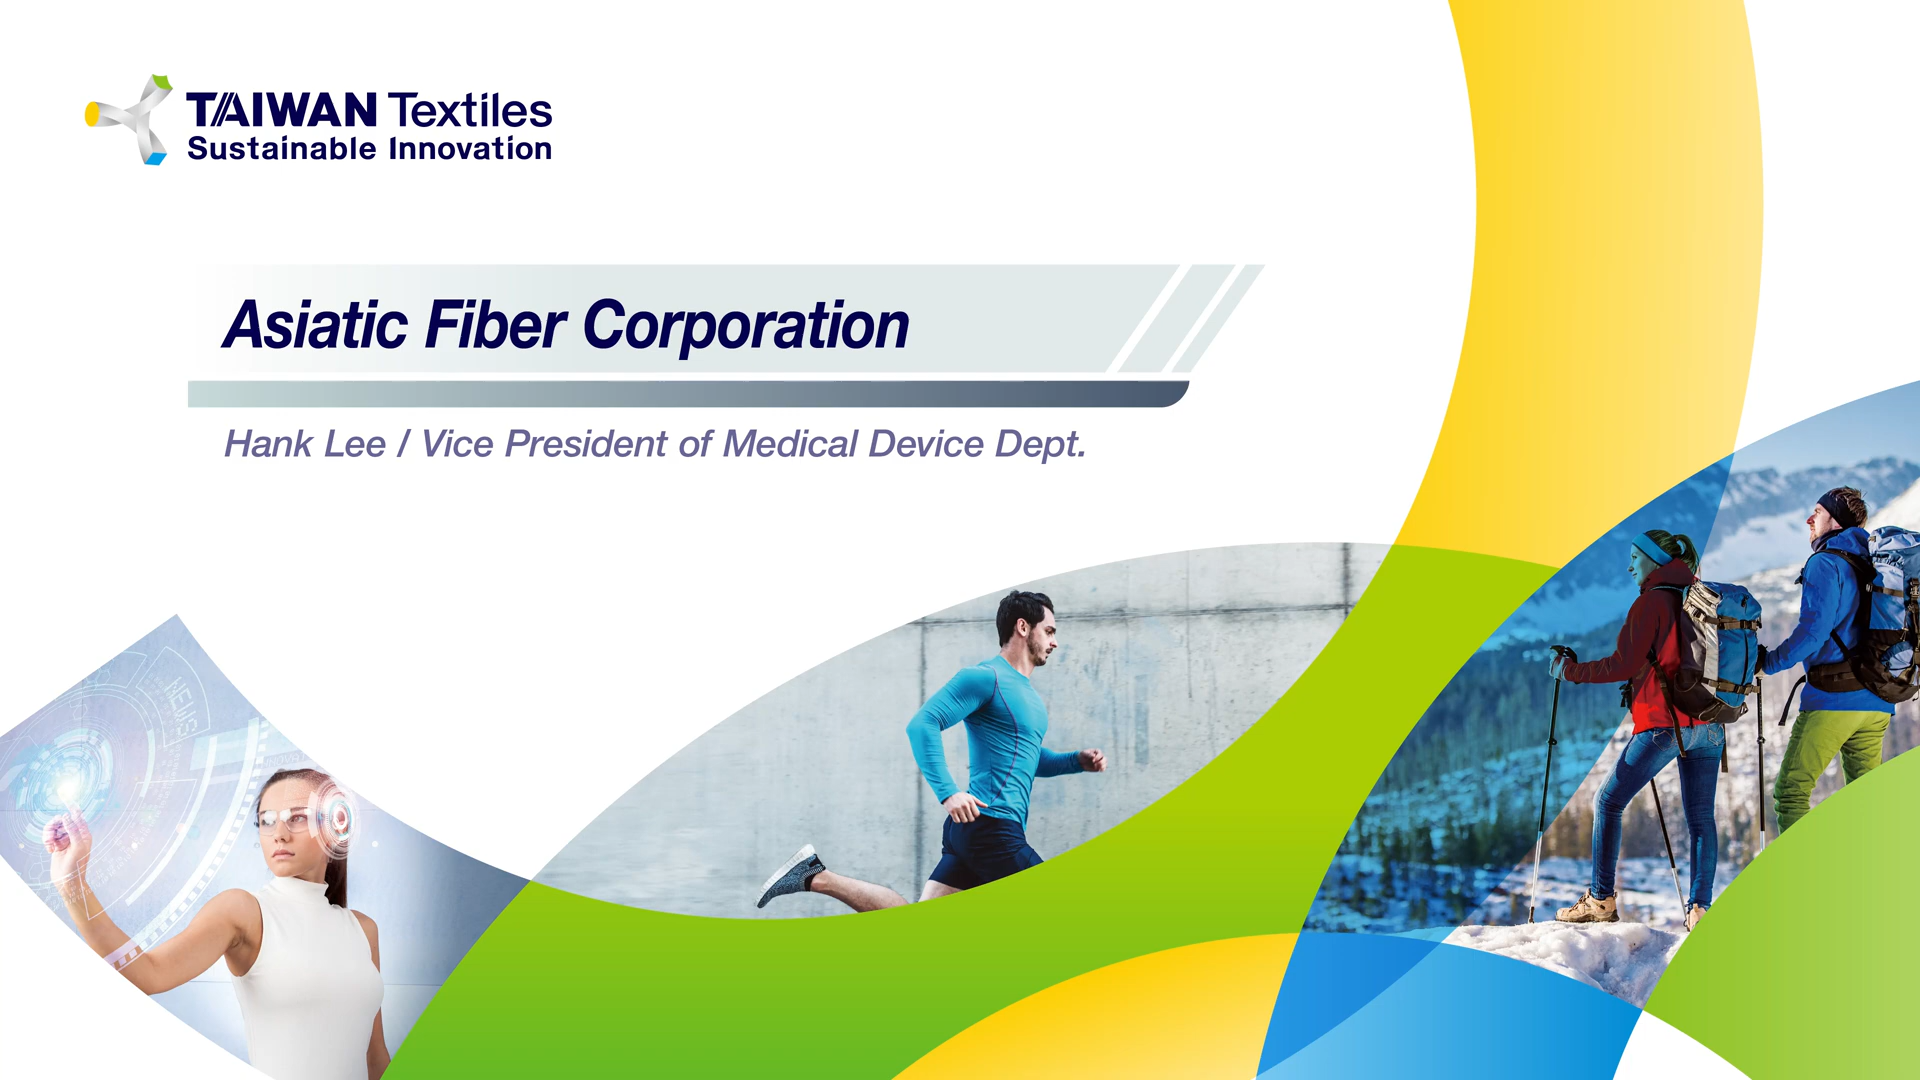 TAIWAN Textiles
Sustainable Innovation
Asiatic Fiber Corporation
Hank Lee / Vice President of Medical Device Dept.